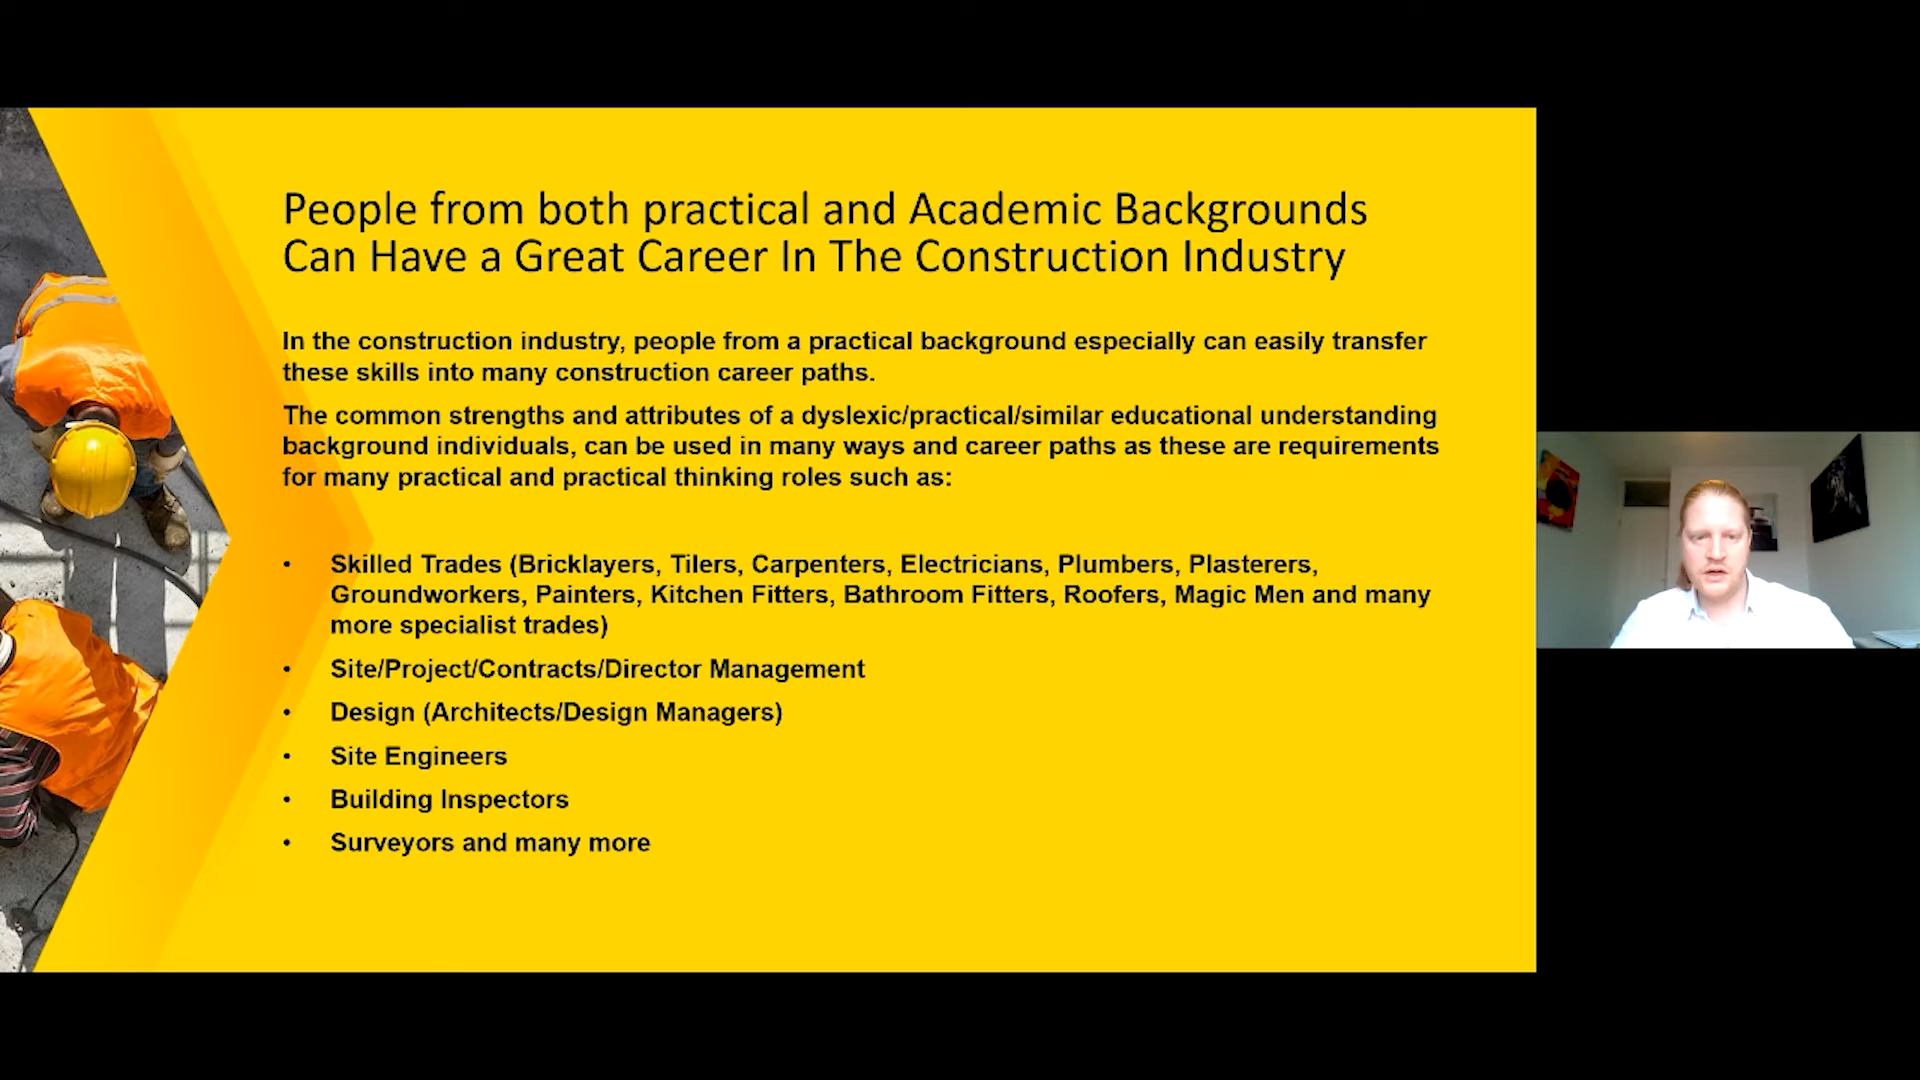 People from both practical and Academic Backgrounds
Can Have a Great Career In The Construction Industry
In the construction industry, people from a practical background especially can easily transfer
these skills into many construction career paths.
The common strengths and attributes of a dyslexic/practical/similar educational understanding
background individuals, can be used in many ways and career paths as these are requirements
for many practical and practical thinking roles such as:
• Skilled Trades (Bricklayers, Tilers, Carpenters, Electricians, Plumbers, Plasterers,
Groundworkers, Painters, Kitchen Fitters, Bathroom Fitters, Roofers, Magic Men and many
more specialist trades)
• Site/Project/Contracts/Director Management
• Design (Architects/Design Managers)
• Site Engineers
• Building Inspectors
• Surveyors and many more